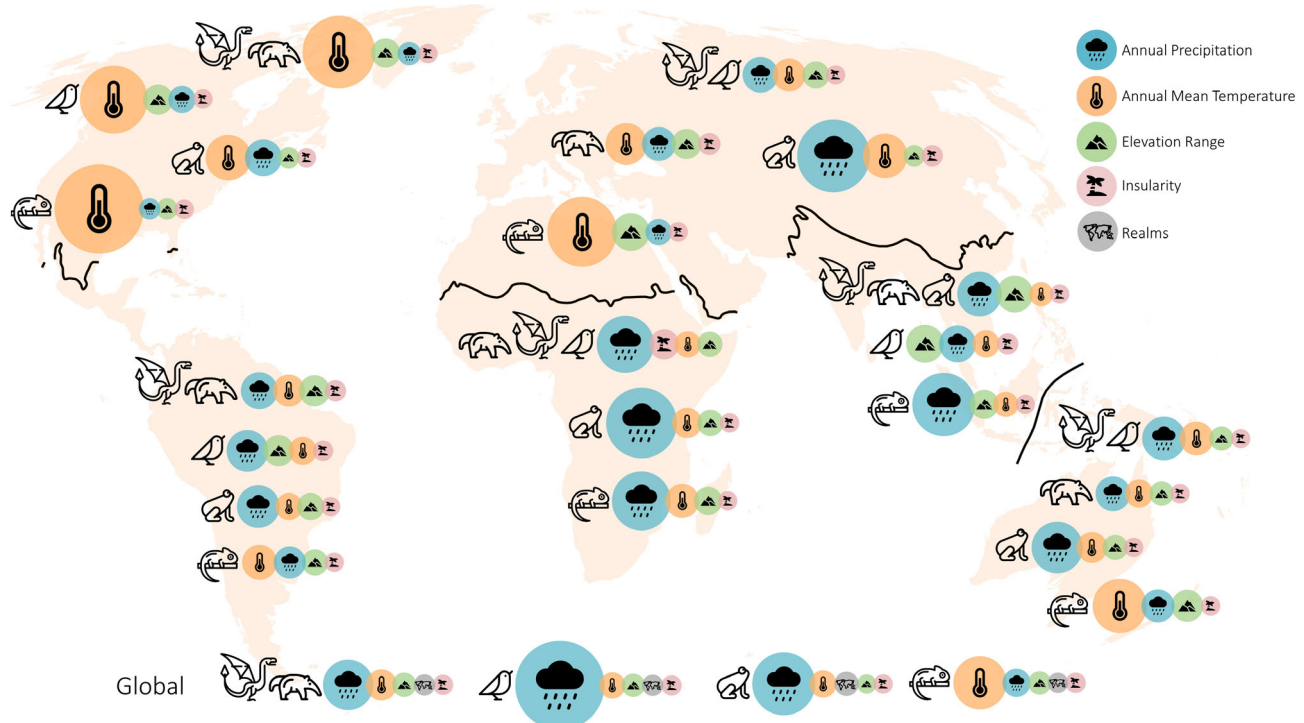 Annual Precipitation
Annual Mean Temperature
Elevation Range
Insularity
Realms
Global